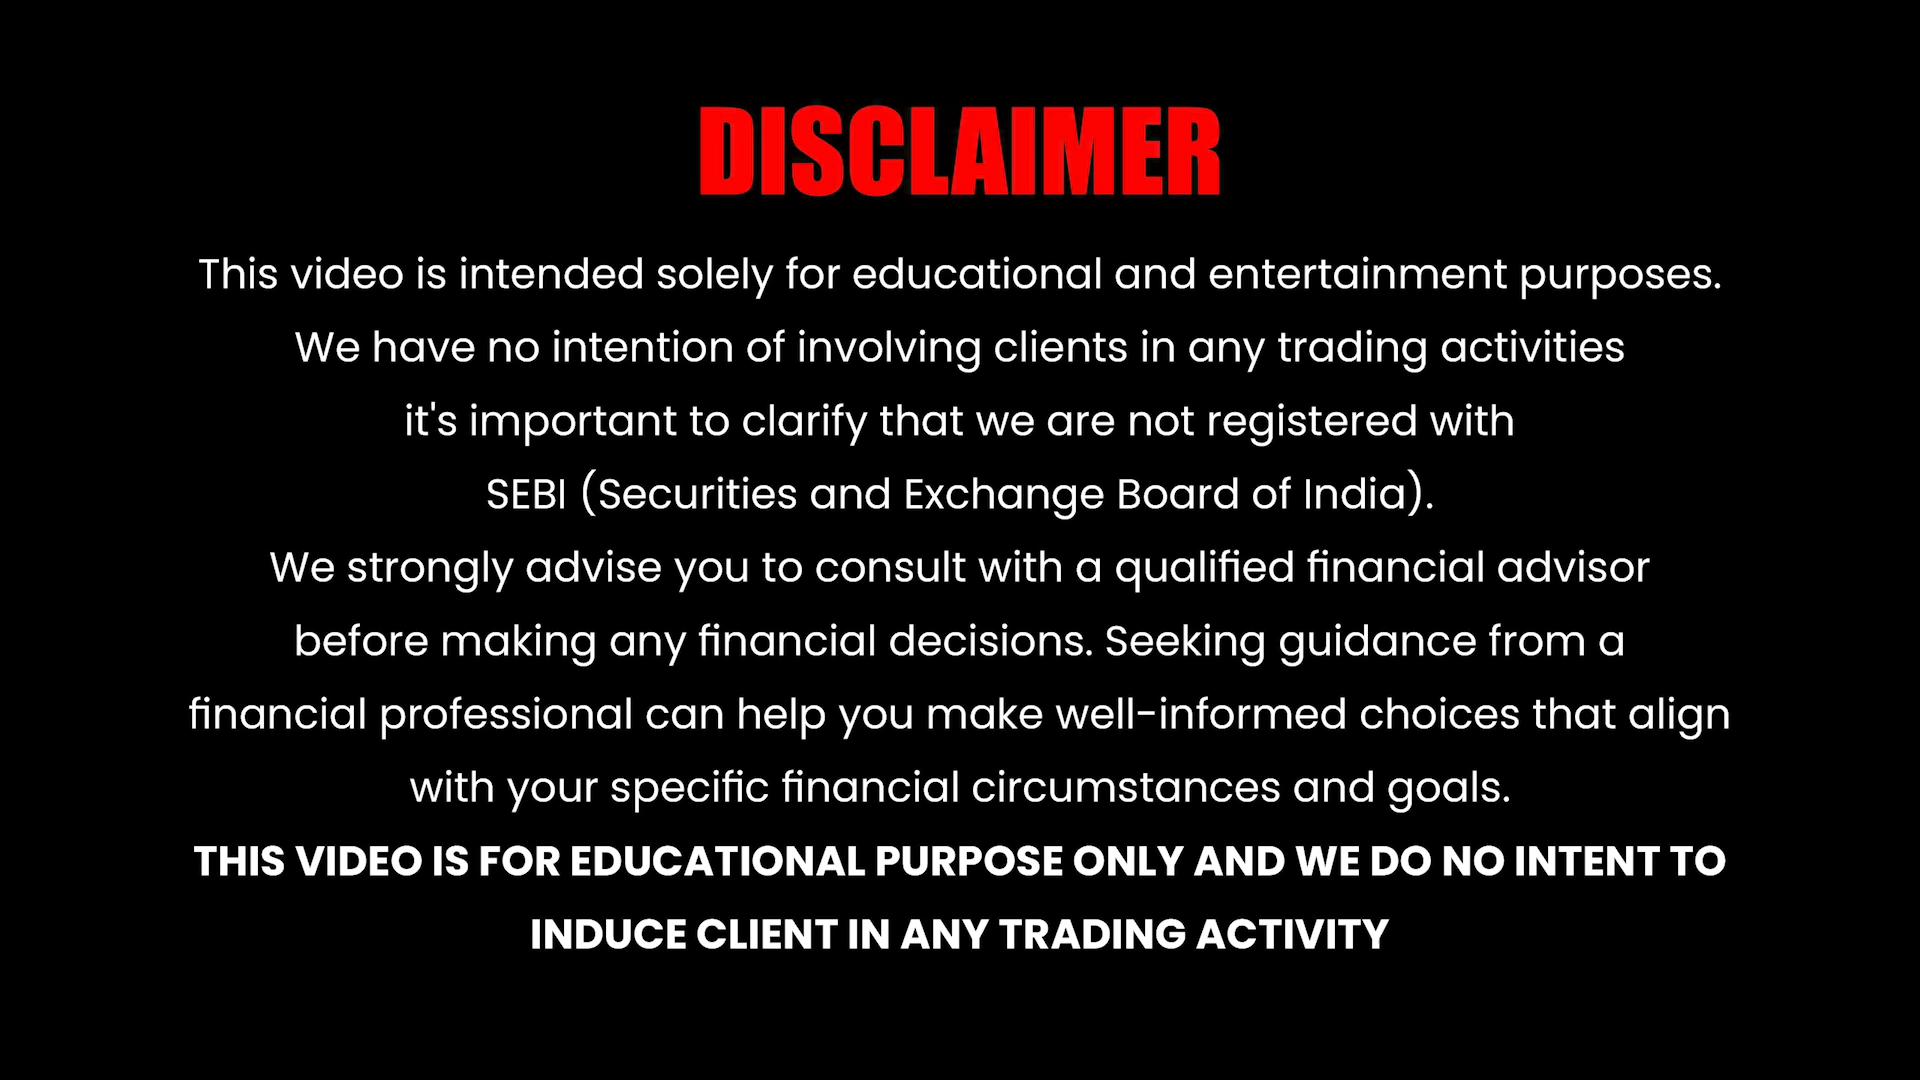 DISCLAIMER
This video is intended solely for educational and entertainment purposes.
We have no intention of involving clients in any trading activities
it's important to clarify that we are not registered with
SEBI (Securities and Exchange Board of India).
We strongly advise you to consult with a qualified financial advisor
before making any financial decisions. Seeking guidance from a
financial professional can help you make well-informed choices that align
with your specific financial circumstances and goals.
THIS VIDEO IS FOR EDUCATIONAL PURPOSE ONLY AND WE DO NO INTENT TO
INDUCE CLIENT IN ANY TRADING ACTIVITY